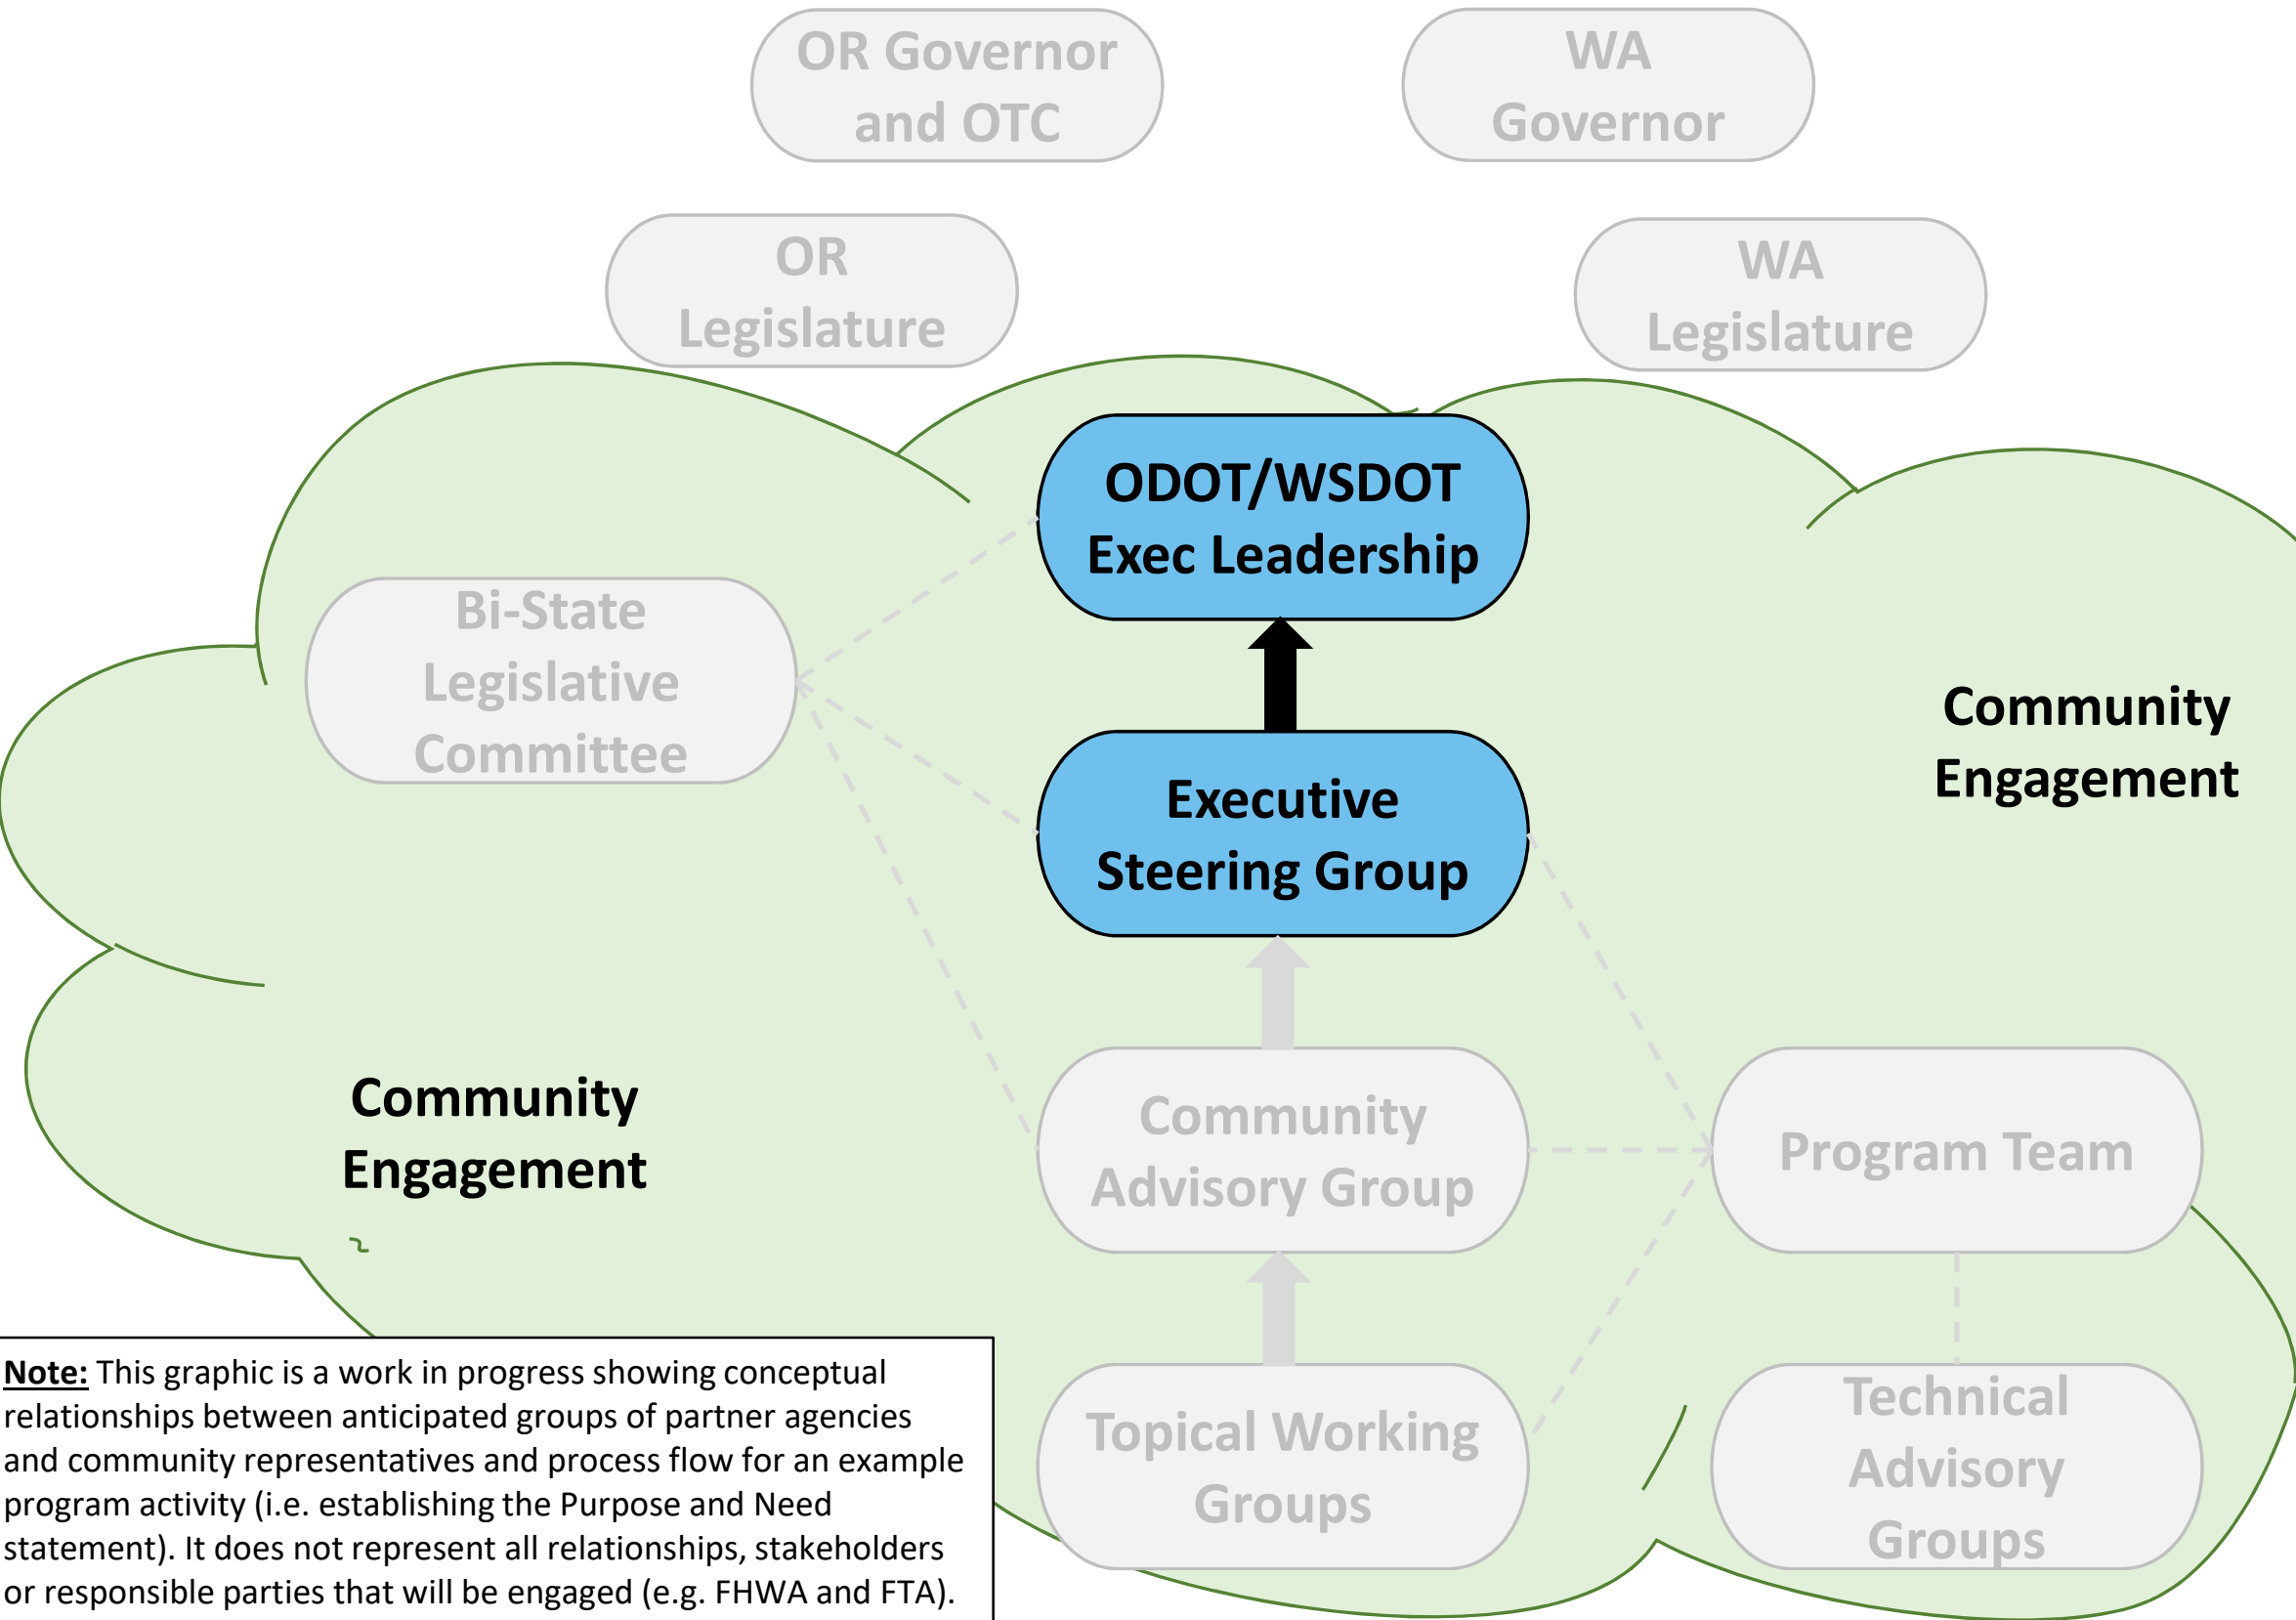 OR Governor
and OTC
WA
Governor
OR
Legislature
WA
Legislature
ODOT/WSDOT
Exec Leadership
Bi-State
Legislative
Committee
Community
Engagement
Executive
Steering Group
Community
Engagement
Community
Advisory Group
Program Team
Topical Working
Groups
Technical
Advisory
Groups
Note: This graphic is a work in progress showing conceptual
relationships between anticipated groups of partner agencies
and community representatives and process flow for an example
program activity (i.e. establishing the Purpose and Need
statement). It does not represent all relationships, stakeholders
or responsible parties that will be engaged (e.g. FHWA and FTA).